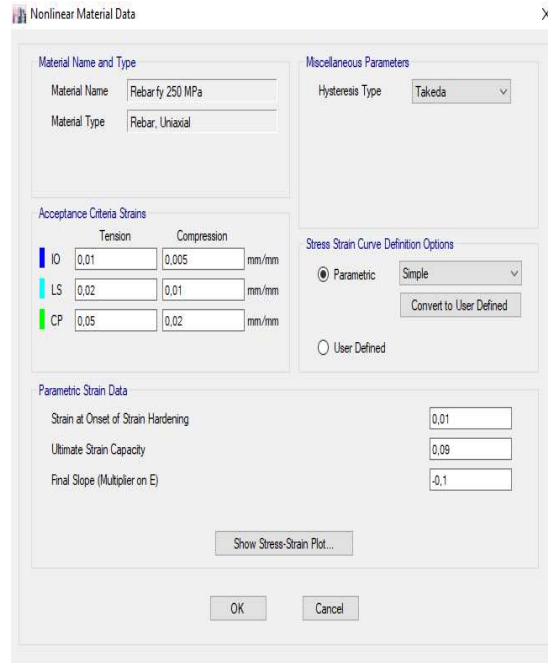 Nonlinear Material Data
Material Name and Type
Material Name Rebar fy 250 MPa
Material Type Rebar, Uniaxial
Miscellaneous Parameters
Hysteresis Type Takeda
Acceptance Criteria Strains
Tension Compression
IO 0,01 0,005 mm/mm
LS 0,02 0,01 mm/mm
CP 0,05 0,02 mm/mm
Stress Strain Curve Definition Options
Parametric Simple
Convert to User Defined
User Defined
Parametric Strain Data
Strain at Onset of Strain Hardening 0,01
Ultimate Strain Capacity 0,09
Final Slope (Multiplier on E) -0,1
Show Stress-Strain Plot...
OK Cancel